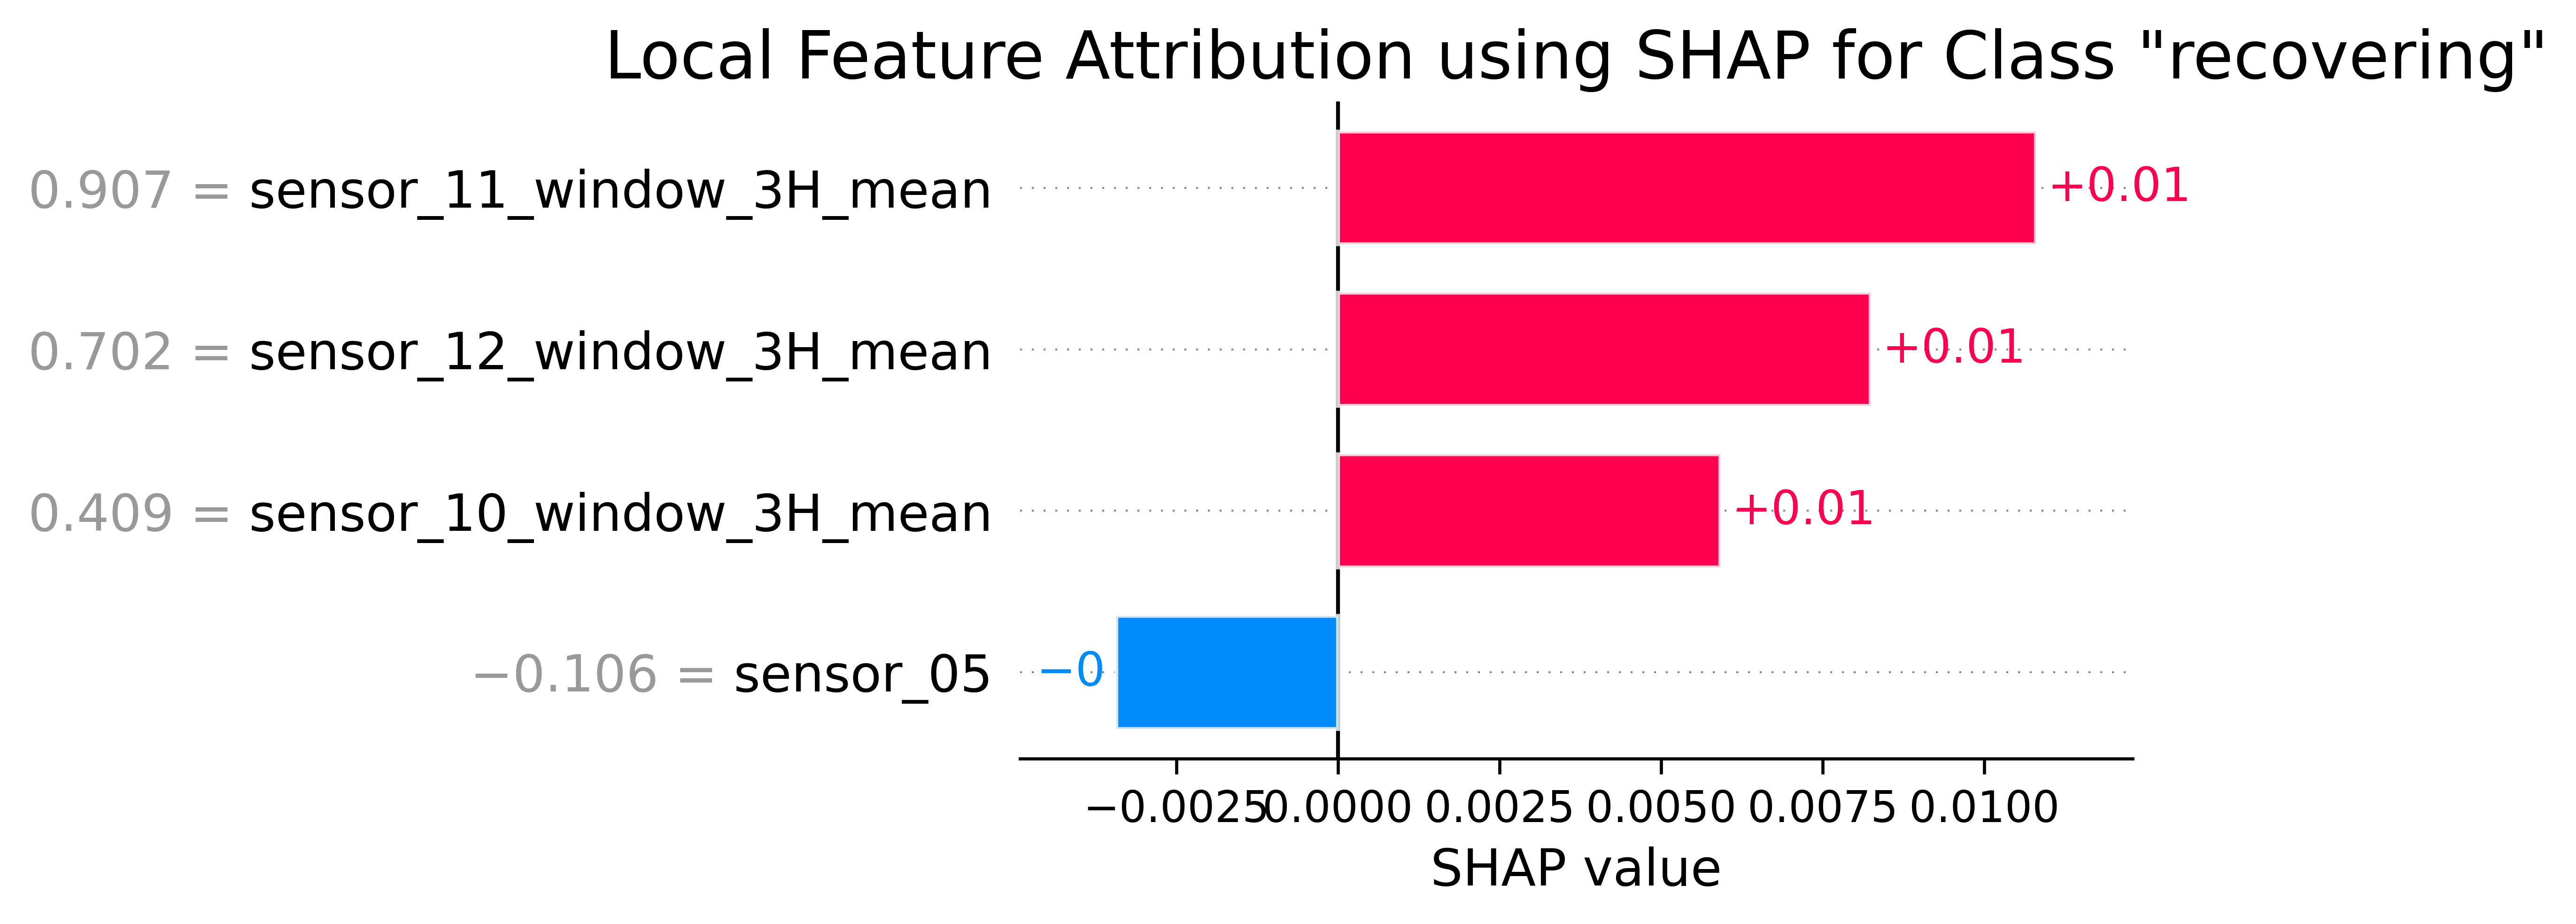 Local Feature Attribution using SHAP for Class "recovering"
0.907 = sensor_11_window_3H_mean
+0.01
0.702 = sensor_12_window_3H_mean
+0.01
0.409 = sensor_10_window_3H_mean
+0.01
−0.106 = sensor_05
−0
−0.0025 0.0000 0.0025 0.0050 0.0075 0.0100
SHAP value